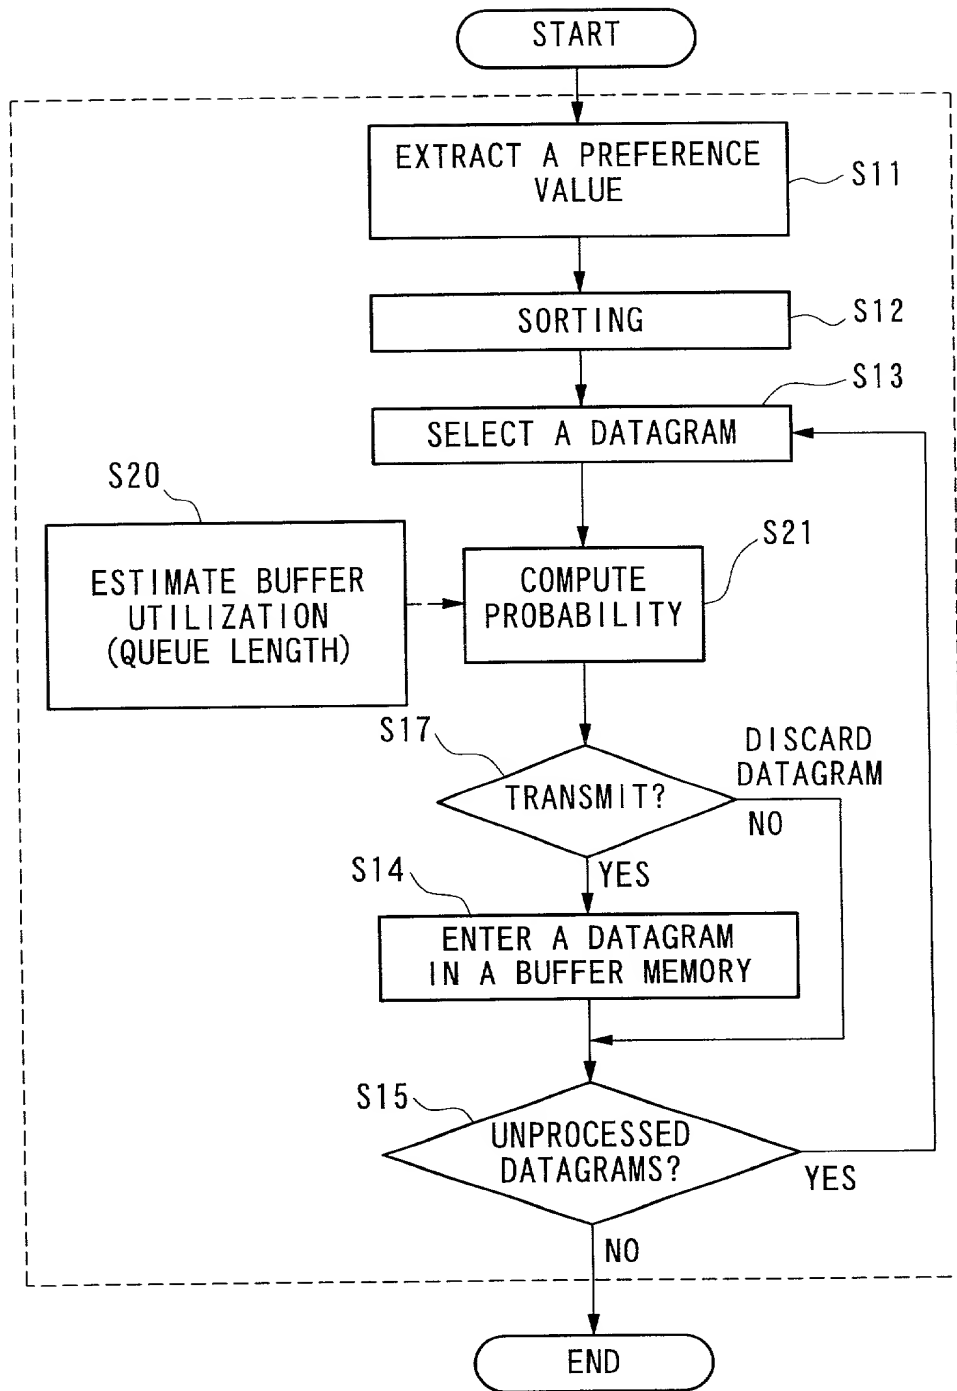 START
EXTRACT A PREFERENCE
VALUE
S11
SORTING
S12
S13
SELECT A DATAGRAM
S20
ESTIMATE BUFFER
UTILIZATION
(QUEUE LENGTH)
S21
COMPUTE
PROBABILITY
S17
TRANSMIT?
DISCARD
DATAGRAM
NO
YES
S14
ENTER A DATAGRAM
IN A BUFFER MEMORY
S15
UNPROCESSED
DATAGRAMS?
YES
NO
END